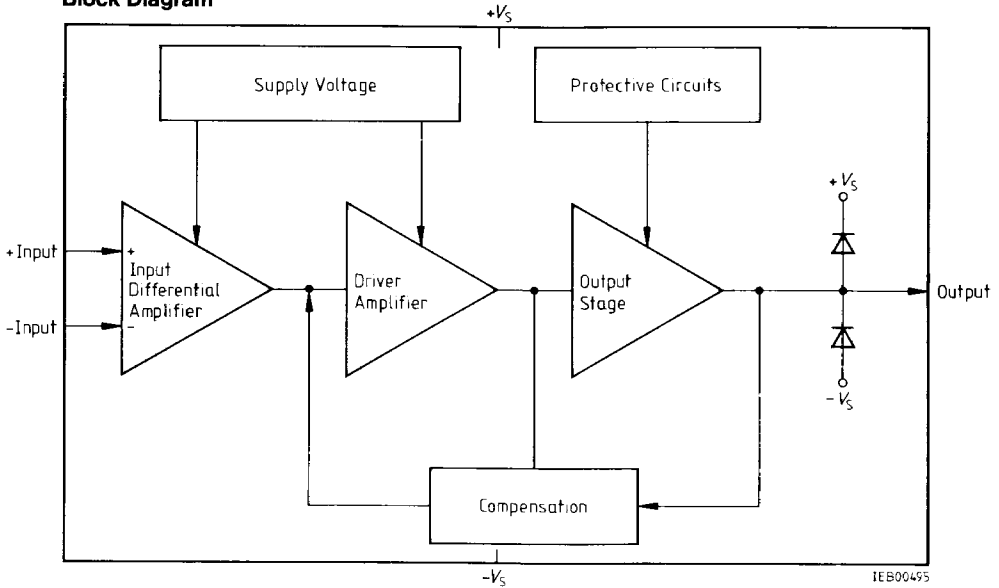 Block Diagram
+VS
Supply Voltage
Protective Circuits
+VS
+Input
+
Input
Differential
Amplifier
-
-Input
Driver
Amplifier
Output
Stage
Output
-VS
Compensation
-VS
IEB00495